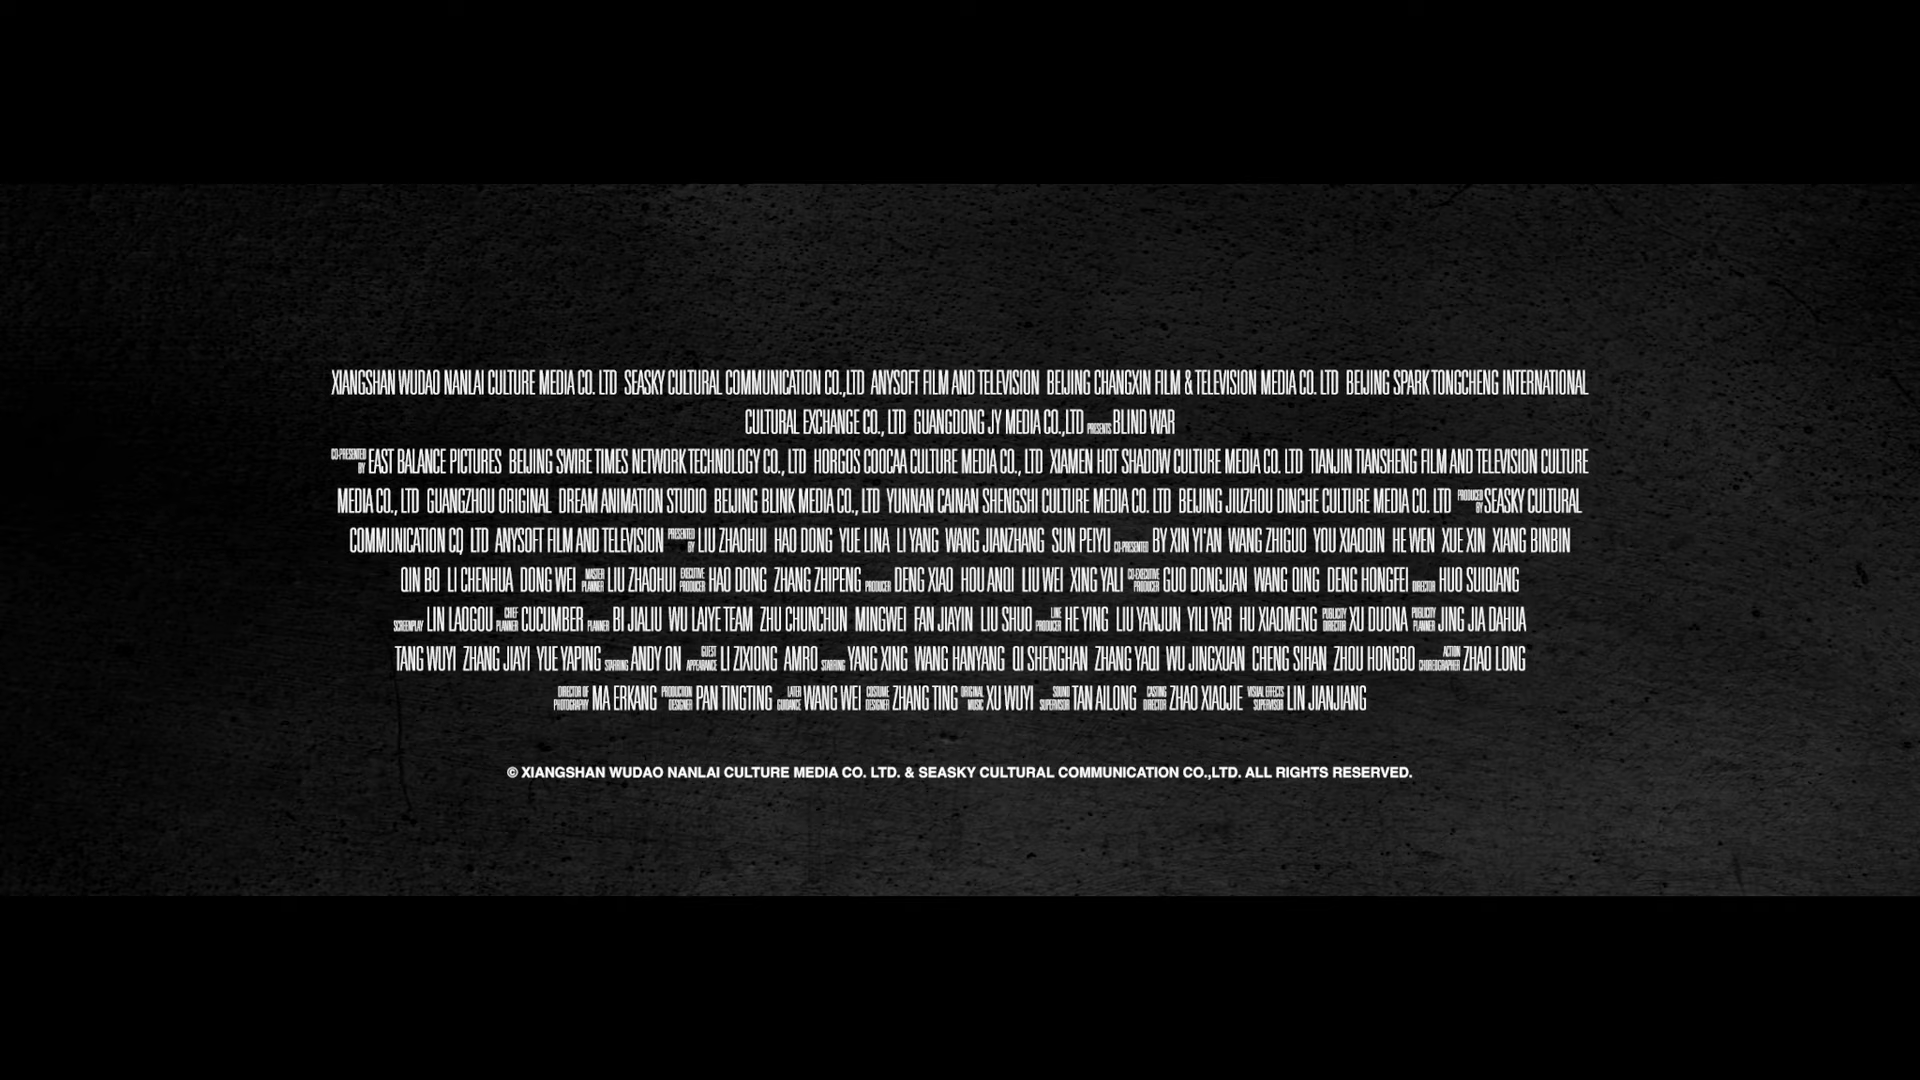 XIANGSHAN WUDAO NANLAI CULTURE MEDIA CO. LTD SEASKY CULTURAL COMMUNICATION CO.,LTD ANYSOFT FILM AND TELEVISION BEIJING CHANGXIN FILM & TELEVISION MEDIA CO. LTD BEIJING SPARK TONGCHENG INTERNATIONAL
CULTURAL EXCHANGE CO., LTD GUANGDONG JY MEDIA CO.,LTD PRESENTS BLIND WAR
CO-PRESENTED BY EAST BALANCE PICTURES BEIJING SWIRE TIMES NETWORK TECHNOLOGY CO., LTD HORGOS COOCAA CULTURE MEDIA CO., LTD XIAMEN HOT SHADOW CULTURE MEDIA CO. LTD TIANJIN TIANSHENG FILM AND TELEVISION CULTURE
MEDIA CO., LTD GUANGZHOU ORIGINAL DREAM ANIMATION STUDIO BEIJING BLINK MEDIA CO., LTD YUNNAN CAINAN SHENGSHI CULTURE MEDIA CO. LTD BEIJING JIUZHOU DINGHE CULTURE MEDIA CO. LTD PRODUCED BY SEASKY CULTURAL
COMMUNICATION CO, LTD ANYSOFT FILM AND TELEVISION PRESENTED BY LIU ZHAOHUI HAO DONG YUE LINA LI YANG WANG JIANZHANG SUN PEIYU CO-PRESENTED BY XIN YI'AN WANG ZHIGUO YOU XIAOQIN HE WEN XUE XIN XIANG BINBIN
QIN BO LI CHENHUA DONG WEI MASTER PLANNER LIU ZHAOHUI EXECUTIVE PRODUCER HAO DONG ZHANG ZHIPENG PRODUCER DENG XIAO HOU ANQI LIU WEI XING YALI CO-EXECUTIVE PRODUCER GUO DONGJIAN WANG QING DENG HONGFEI DIRECTOR HUO SUIQIANG
SCREENPLAY LIN LAOGOU CHIEF PLANNER CUCUMBER PLANNER BI JIALIU WU LAIYE TEAM ZHU CHUNCHUN MINGWEI FAN JIAYIN LIU SHUO LINE PRODUCER HE YING LIU YANJUN YILI YAR HU XIAOMENG PUBLICITY DIRECTOR XU DUONA PUBLICITY PLANNER JING JIA DAHUA
TANG WUYI ZHANG JIAYI YUE YAPING STARRING ANDY ON GUEST APPEARANCE LI ZIXIONG AMRO STARRING YANG XING WANG HANYANG QI SHENGHAN ZHANG YAQI WU JINGXUAN CHENG SIHAN ZHOU HONGBO ACTION CHOREOGRAPHER ZHAO LONG
DIRECTOR OF PHOTOGRAPHY MA ERKANG PRODUCTION DESIGNER PAN TINGTING LATER GUIDANCE WANG WEI COSTUME DESIGNER ZHANG TING ORIGINAL MUSIC XU WUYI SOUND SUPERVISOR TAN AILONG CASTING DIRECTOR ZHAO XIAOJIE VISUAL EFFECTS SUPERVISOR LIN JIANJIANG
© XIANGSHAN WUDAO NANLAI CULTURE MEDIA CO. LTD. & SEASKY CULTURAL COMMUNICATION CO.,LTD. ALL RIGHTS RESERVED.